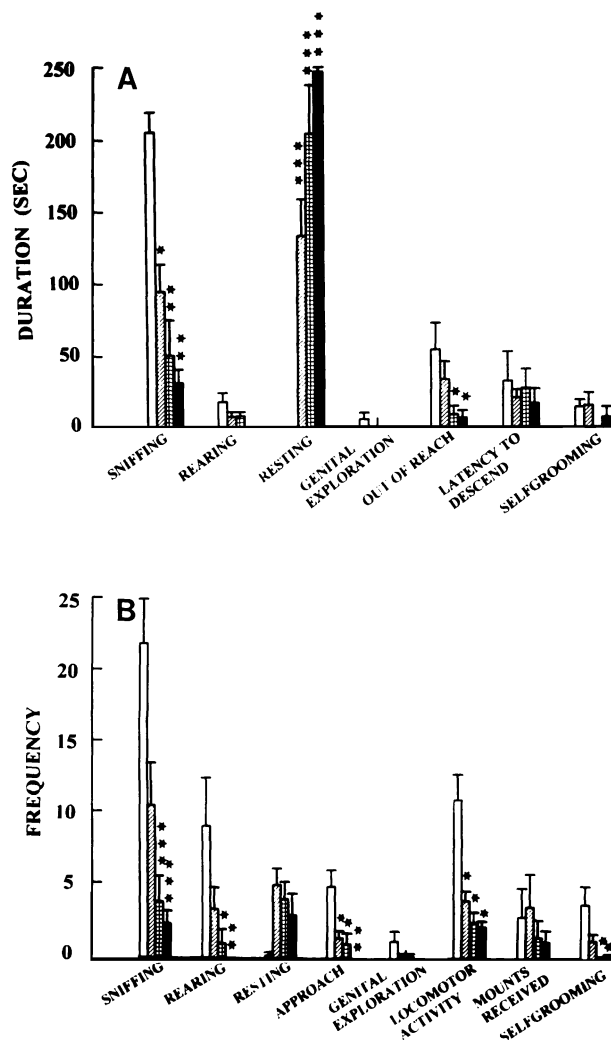 A
250
200
150
100
50
0
DURATION (SEC)
SNIFFING
REARING
RESTING
GENITAL
EXPLORATION
OUT OF REACH
LATENCY TO
DESCEND
SELFGROOMING
* * * * * * * * * * * * * * * *
B
25
20
15
10
5
0
FREQUENCY
SNIFFING
REARING
RESTING
APPROACH
GENITAL
EXPLORATION
LOCOMOTOR
ACTIVITY
MOUNTS
RECEIVED
SELFGROOMING